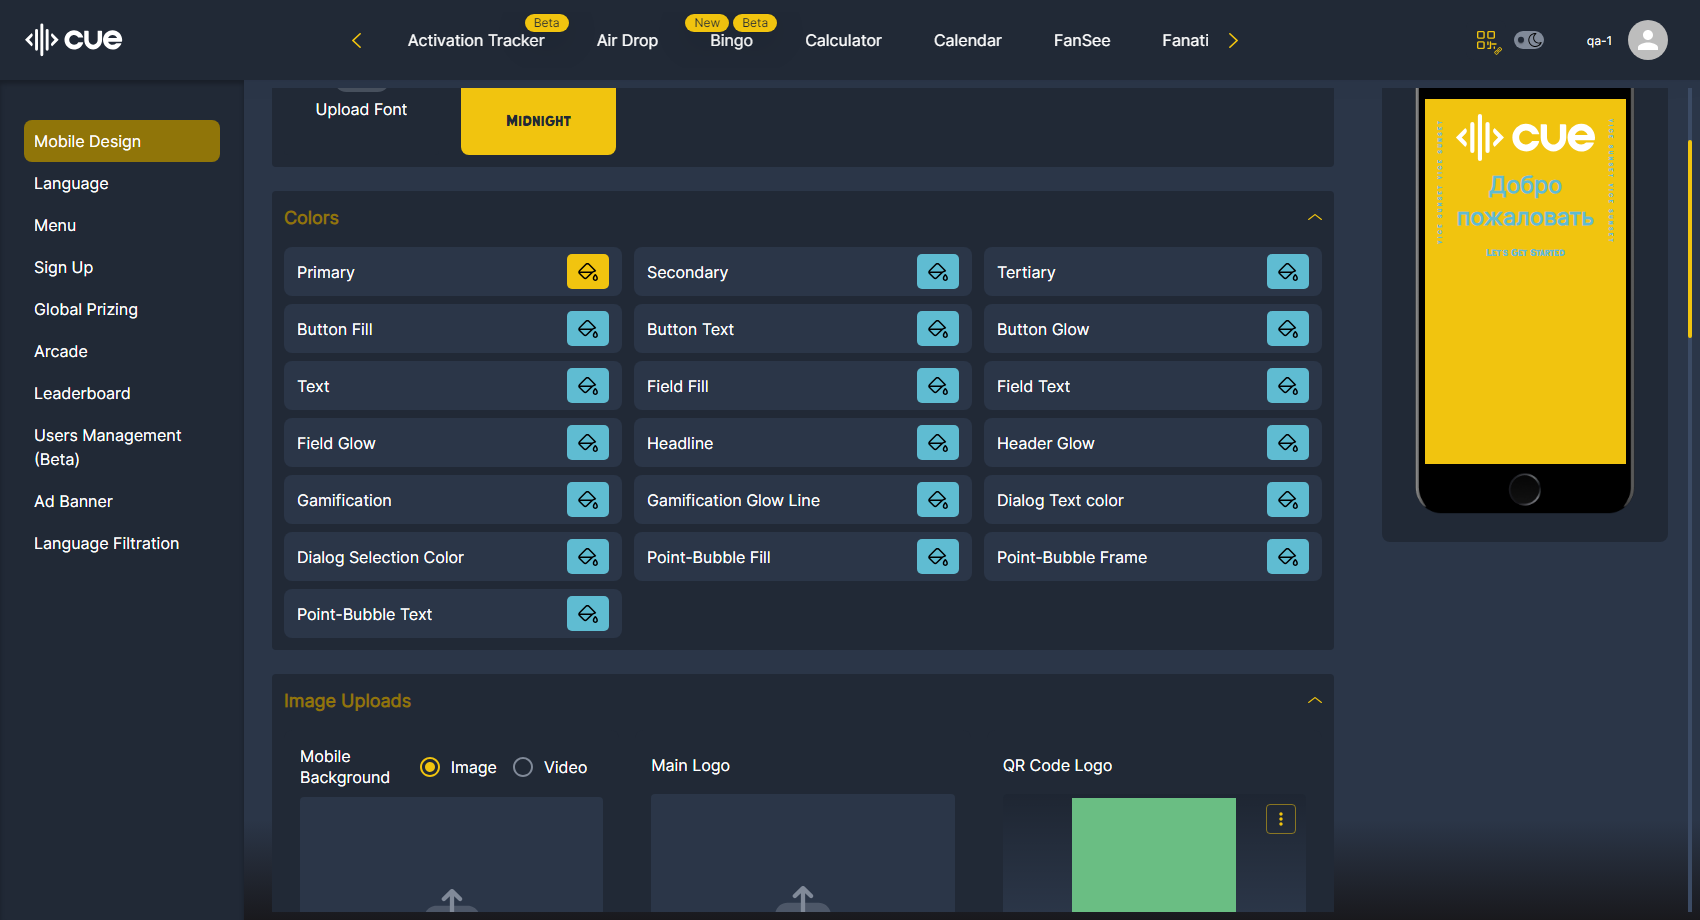 cue
Beta
New
Beta
Activation Tracker
Air Drop
Bingo
Calculator
Calendar
FanSee
Fanati
qa-1
Mobile Design
Language
Menu
Sign Up
Global Prizing
Arcade
Leaderboard
Users Management
(Beta)
Ad Banner
Language Filtration
Upload Font
MIDNIGHT
Colors
Primary
Secondary
Tertiary
Button Fill
Button Text
Button Glow
Text
Field Fill
Field Text
Field Glow
Headline
Header Glow
Gamification
Gamification Glow Line
Dialog Text color
Dialog Selection Color
Point-Bubble Fill
Point-Bubble Frame
Point-Bubble Text
Image Uploads
Mobile
Background
Image
Video
Main Logo
QR Code Logo
cue
Добро
пожаловать
LET'S GET STARTED